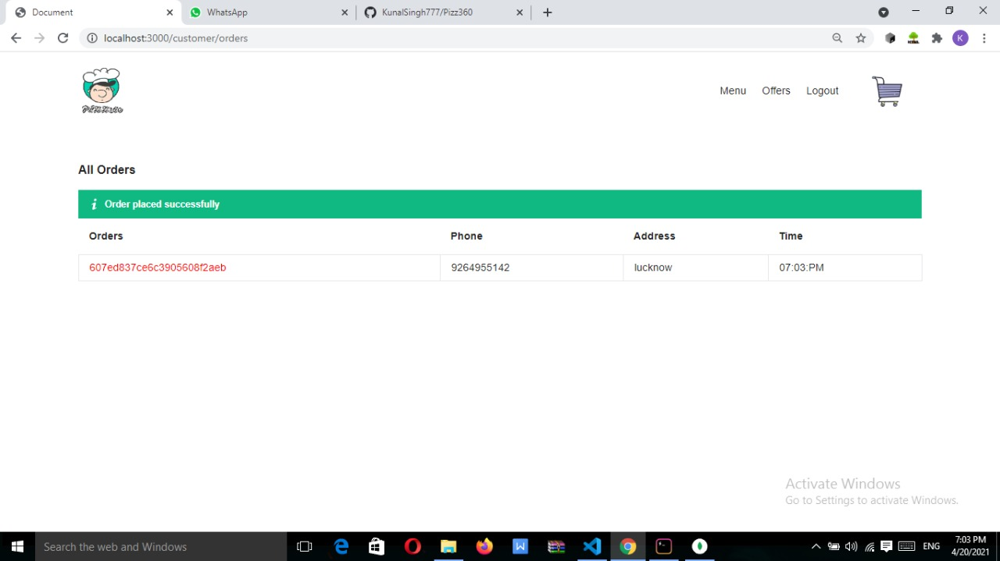 Document
WhatsApp
KunalSingh777/Pizz360
localhost:3000/customer/orders
K
Menu
Offers
Logout
All Orders
Order placed successfully
Orders Phone Address Time
607ed837ce6c3905608f2aeb 9264955142 lucknow 07:03:PM
Activate Windows
Go to Settings to activate Windows.
Search the web and Windows
ENG
7:03 PM
4/20/2021